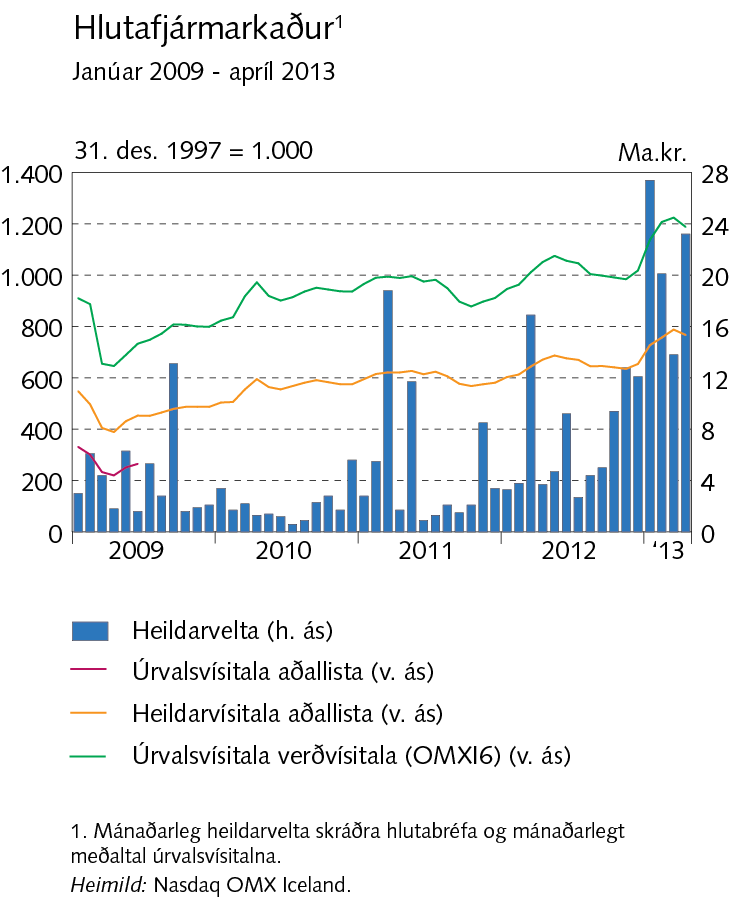 Hlutafjármarkaður¹
Janúar 2009 - apríl 2013
31. des. 1997 = 1.000 Ma.kr.
1.400 28
1.200 24
1.000 20
800 16
600 12
400 8
200 4
0 0
2009 2010 2011 2012 ‘13
Heildarvelta (h. ás)
Úrvalsvísitala aðallista (v. ás)
Heildarvísitala aðallista (v. ás)
Úrvalsvísitala verðvísitala (OMXI6) (v. ás)
1. Mánaðarleg heildarvelta skráðra hlutabréfa og mánaðarlegt
meðaltal úrvalsvísitalna.
Heimild: Nasdaq OMX Iceland.